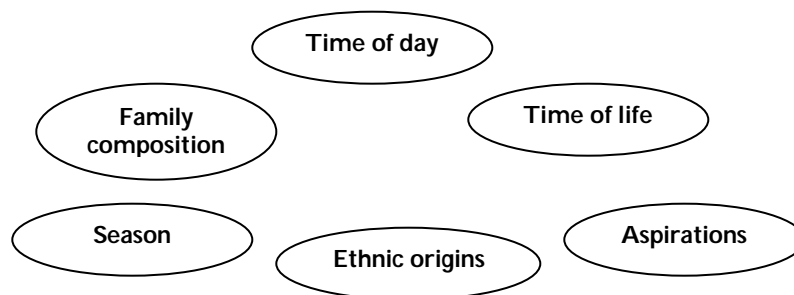 Time of day
Family
composition
Time of life
Season
Ethnic origins
Aspirations